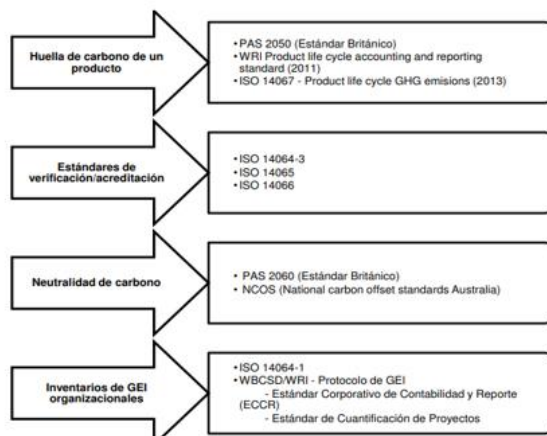 Huella de carbono de un
producto
•PAS 2050 (Estándar Británico)
•WRI Product life cycle accounting and reporting
standard (2011)
•ISO 14067 - Product life cycle GHG emisions (2013)
Estándares de
verificación/acreditación
•ISO 14064-3
•ISO 14065
•ISO 14066
Neutralidad de carbono
• PAS 2060 (Estándar Británico)
• NCOS (National carbon offset standards Australia)
Inventarios de GEI
organizacionales
•ISO 14064-1
•WBCSD/WRI - Protocolo de GEI
- Estándar Corporativo de Contabilidad y Reporte
(ECCR)
- Estándar de Cuantificación de Proyectos